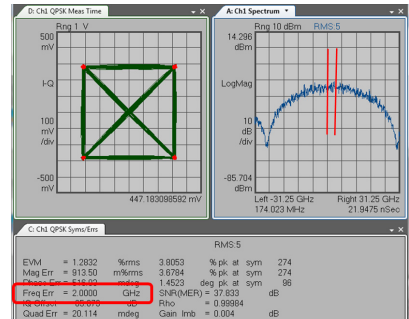 D: Ch1 QPSK Meas Time
Rng 1 V
500
mV
I-Q
100
mV
/div
-500
mV
447.183098592 mV
A: Ch1 Spectrum
Rng 10 dBm RMS:5
14.296
dBm
LogMag
10
dB
/div
-85.704
dBm
Left -31.25 GHz Right 31.25 GHz
174.023 MHz 21.9475 nSec
C: Ch1 QPSK Syms/Errs
RMS:5
EVM = 1.2832 %rms 3.8053 % pk at sym 274
Mag Err = 913.50 m%rms 3.6784 % pk at sym 274
Phase Err = mdeg 1.4523 deg pk at sym 96
Freq Err = 2.0000 GHz SNR(MER) = 37.833 dB
IQ Offset = dB Rho = 0.99984
Quad Err = 20.114 mdeg Gain Imb = 0.004 dB